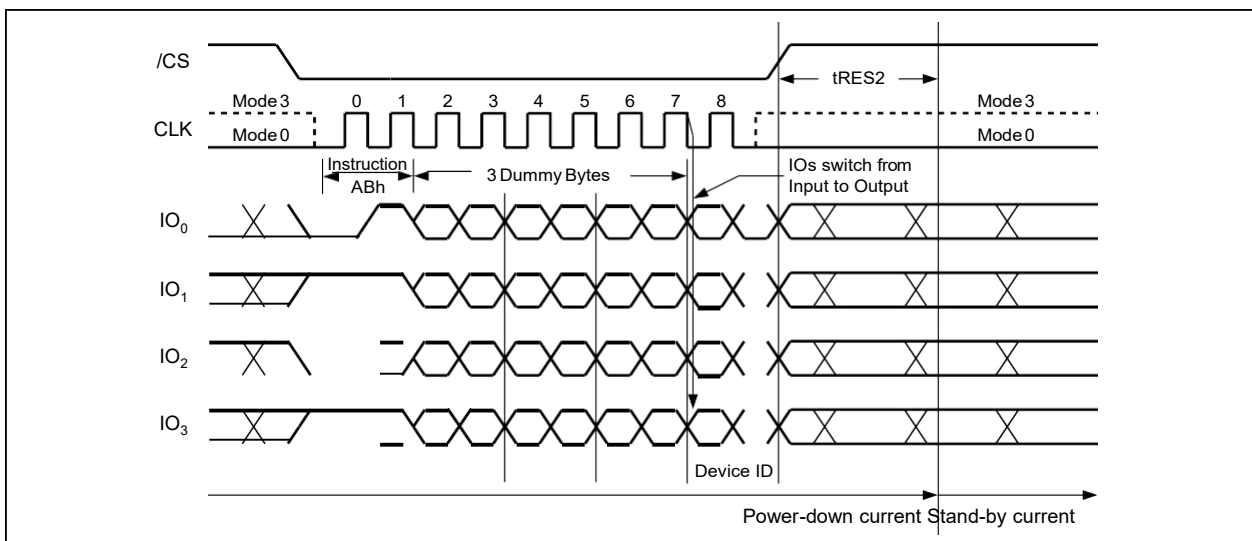 /CS
tRES2
Mode 3
0 1 2 3 4 5 6 7 8
Mode 3
CLK
Mode 0
Mode 0
Instruction
ABh
3 Dummy Bytes
IOs switch from
Input to Output
IO0
IO1
IO2
IO3
Device ID
Power-down current Stand-by current